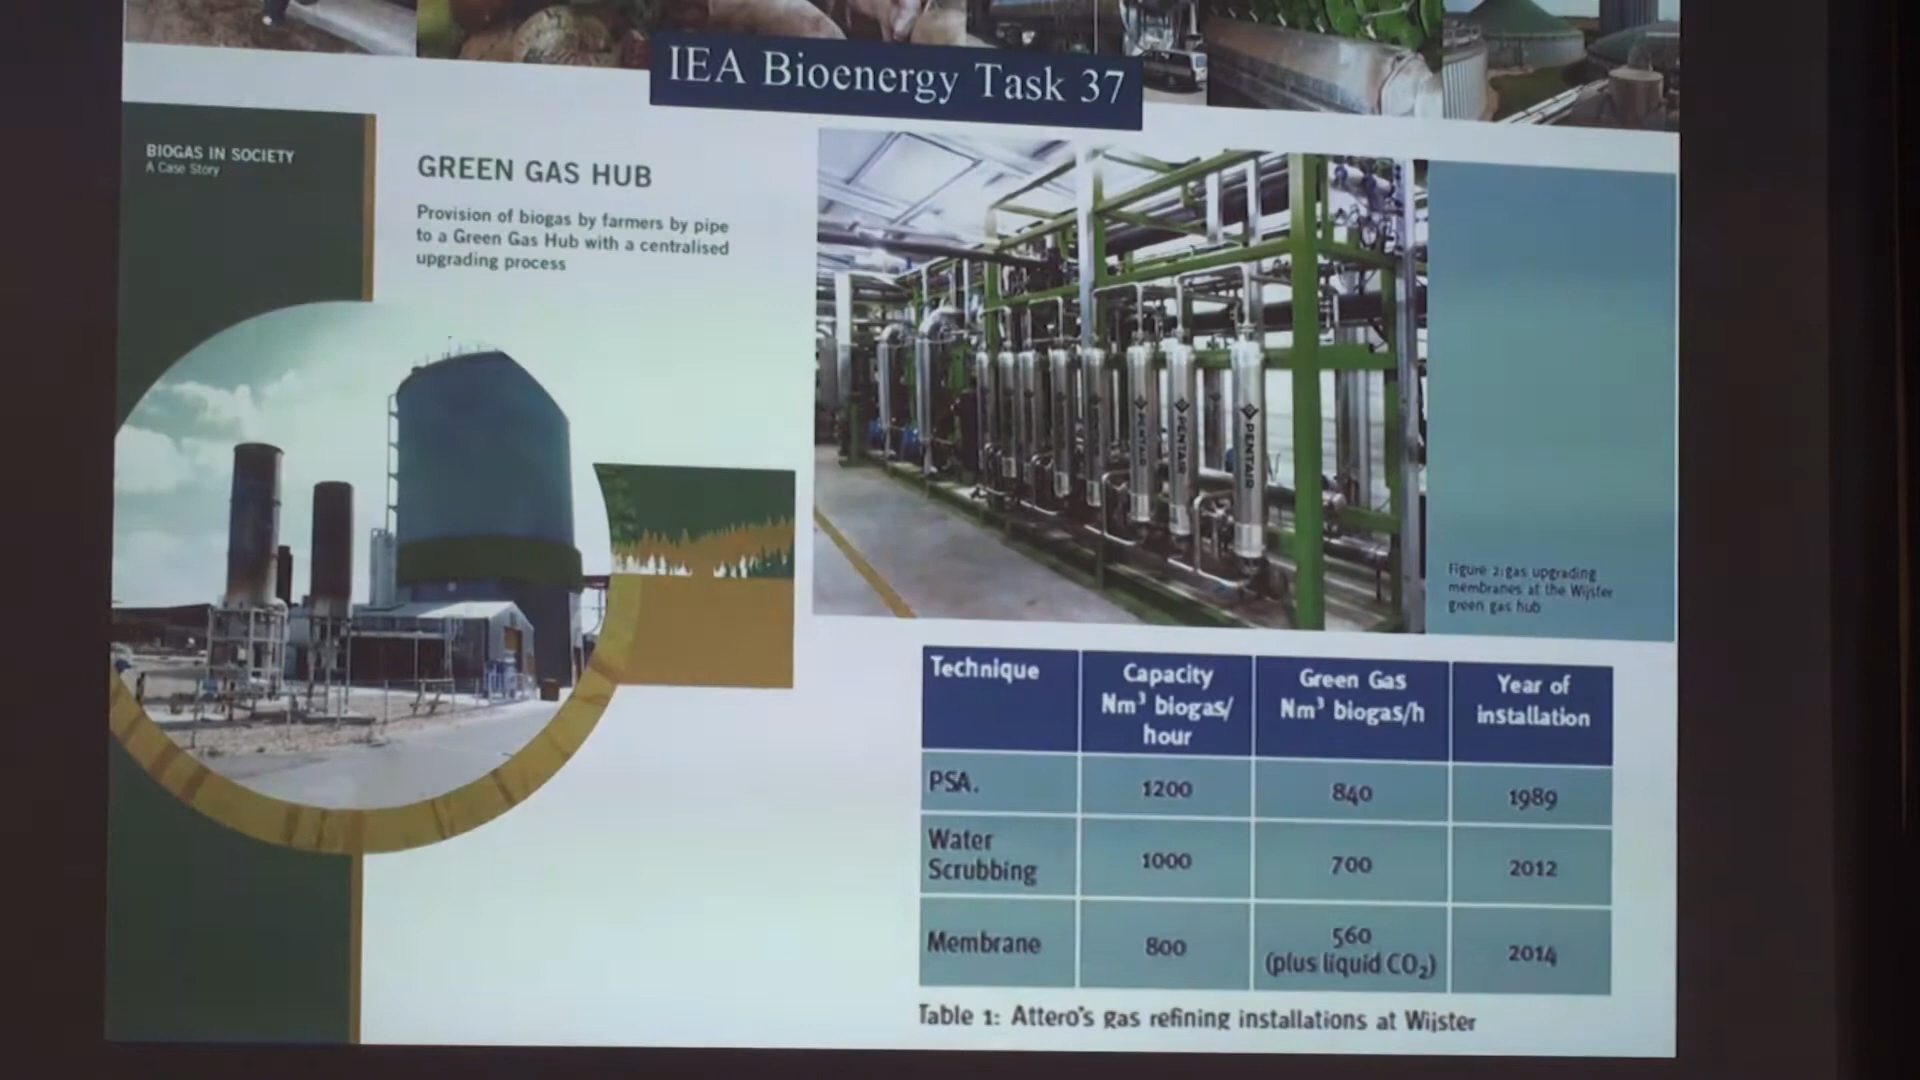 IEA Bioenergy Task 37
BIOGAS IN SOCIETY
A Case Story
GREEN GAS HUB
Provision of biogas by farmers by pipe
to a Green Gas Hub with a centralised
upgrading process
PENTAIR
PENTAIR
PENTAIR
Figure 2: gas upgrading
membranes at the Wijster
green gas hub
Technique
Capacity
Nm³ biogas/
hour
Green Gas
Nm³ biogas/h
Year of
installation
PSA.
1200
840
1989
Water
Scrubbing
1000
700
2012
Membrane
800
560
(plus liquid CO₂)
2014
Table 1: Attero's gas refining installations at Wijster